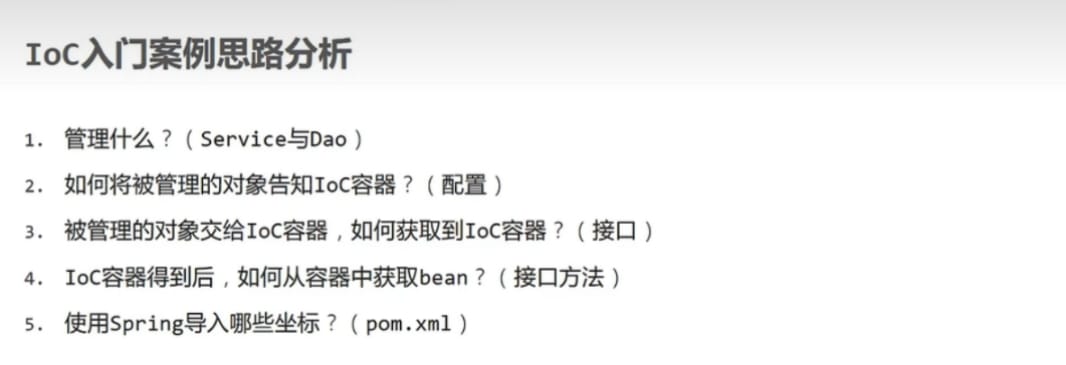 IoC入门案例思路分析
1. 管理什么？（Service与Dao）
2. 如何将被管理的对象告知IoC容器？（配置）
3. 被管理的对象交给IoC容器，如何获取到IoC容器？（接口）
4. IoC容器得到后，如何从容器中获取bean？（接口方法）
5. 使用Spring导入哪些坐标？（pom.xml）